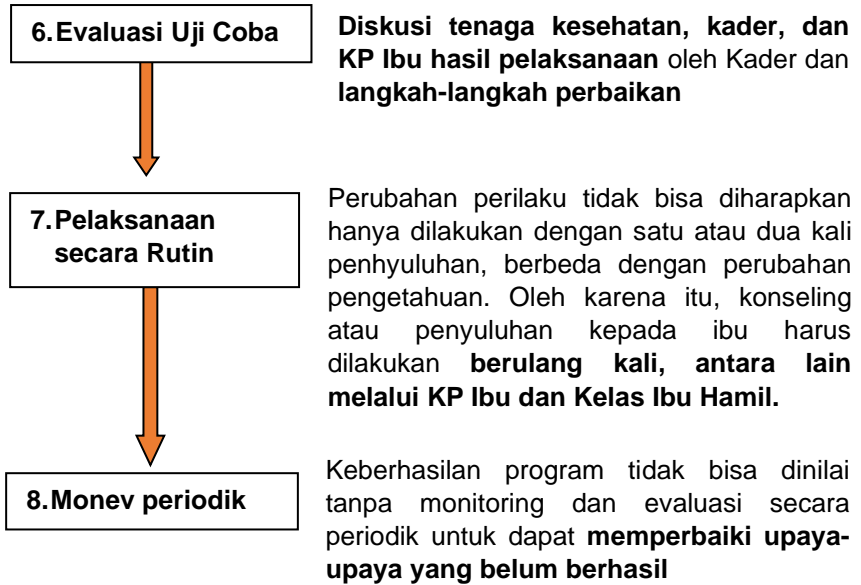 6.Evaluasi Uji Coba
Diskusi tenaga kesehatan, kader, dan
KP Ibu hasil pelaksanaan oleh Kader dan
langkah-langkah perbaikan
7.Pelaksanaan
secara Rutin
Perubahan perilaku tidak bisa diharapkan
hanya dilakukan dengan satu atau dua kali
penhyuluhan, berbeda dengan perubahan
pengetahuan. Oleh karena itu, konseling
atau penyuluhan kepada ibu harus
dilakukan berulang kali, antara lain
melalui KP Ibu dan Kelas Ibu Hamil.
8.Monev periodik
Keberhasilan program tidak bisa dinilai
tanpa monitoring dan evaluasi secara
periodik untuk dapat memperbaiki upaya-
upaya yang belum berhasil